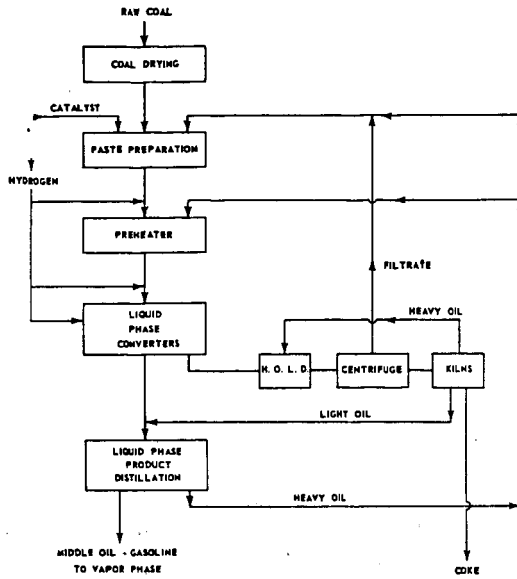 RAW COAL
COAL DRYING
CATALYST
PASTE PREPARATION
HYDROGEN
PREHEATER
FILTRATE
LIQUID
PHASE
CONVERTERS
HEAVY OIL
H. O. L. D.
CENTRIFUGE
KILNS
LIGHT OIL
LIQUID PHASE
PRODUCT
DISTILLATION
HEAVY OIL
MIDDLE OIL - GASOLINE
TO VAPOR PHASE
COKE